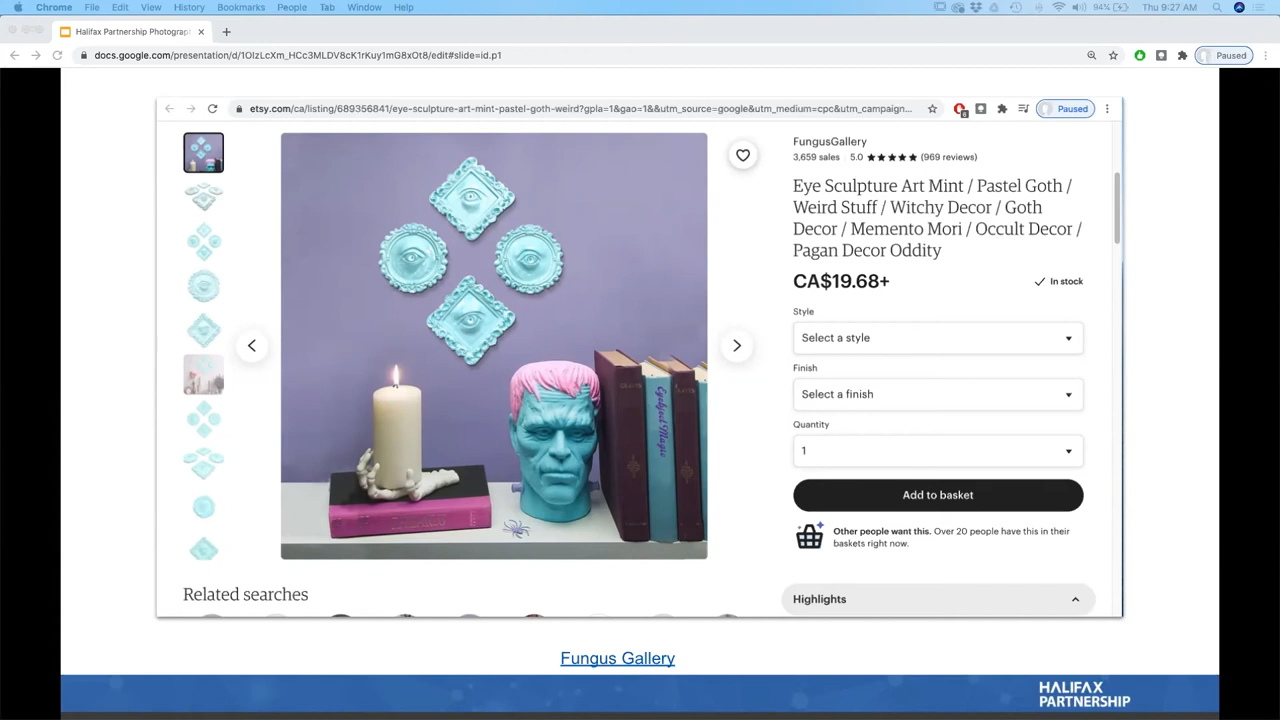 Chrome File Edit View History Bookmarks People Tab Window Help 94% Thu 9:27 AM
Halifax Partnership Photograp
docs.google.com/presentation/d/1OIzLcXm_HCc3MLDV8cK1rKuy1mG8xOt8/edit#slide=id.p1 Paused
etsy.com/ca/listing/689356841/eye-sculpture-art-mint-pastel-goth-weird?gpla=1&gao=1&&utm_source=google&utm_medium=cpc&utm_campaign... 6 Paused
FungusGallery
3,659 sales 5.0 ★★★★★ (969 reviews)
Eye Sculpture Art Mint / Pastel Goth /
Weird Stuff / Witchy Decor / Goth
Decor / Memento Mori / Occult Decor /
Pagan Decor Oddity
CA$19.68+ In stock
Style
Select a style
Finish
Select a finish
Quantity
1
Add to basket
Other people want this. Over 20 people have this in their
baskets right now.
Related searches
Highlights
Fungus Gallery
HALIFAX
PARTNERSHIP